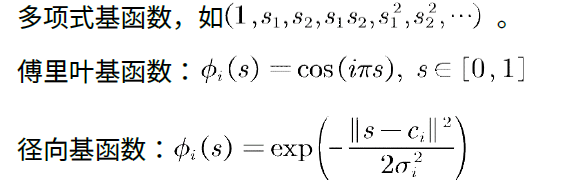 多项式基函数，如(1,s₁,s₂,s₁s₂,s₁²,s₂²,⋯) 。
傅里叶基函数：ϕᵢ(s)=cos(iπs), s∈[0,1]
径向基函数：ϕᵢ(s)=exp(-‖s-cᵢ‖²/2σᵢ²)